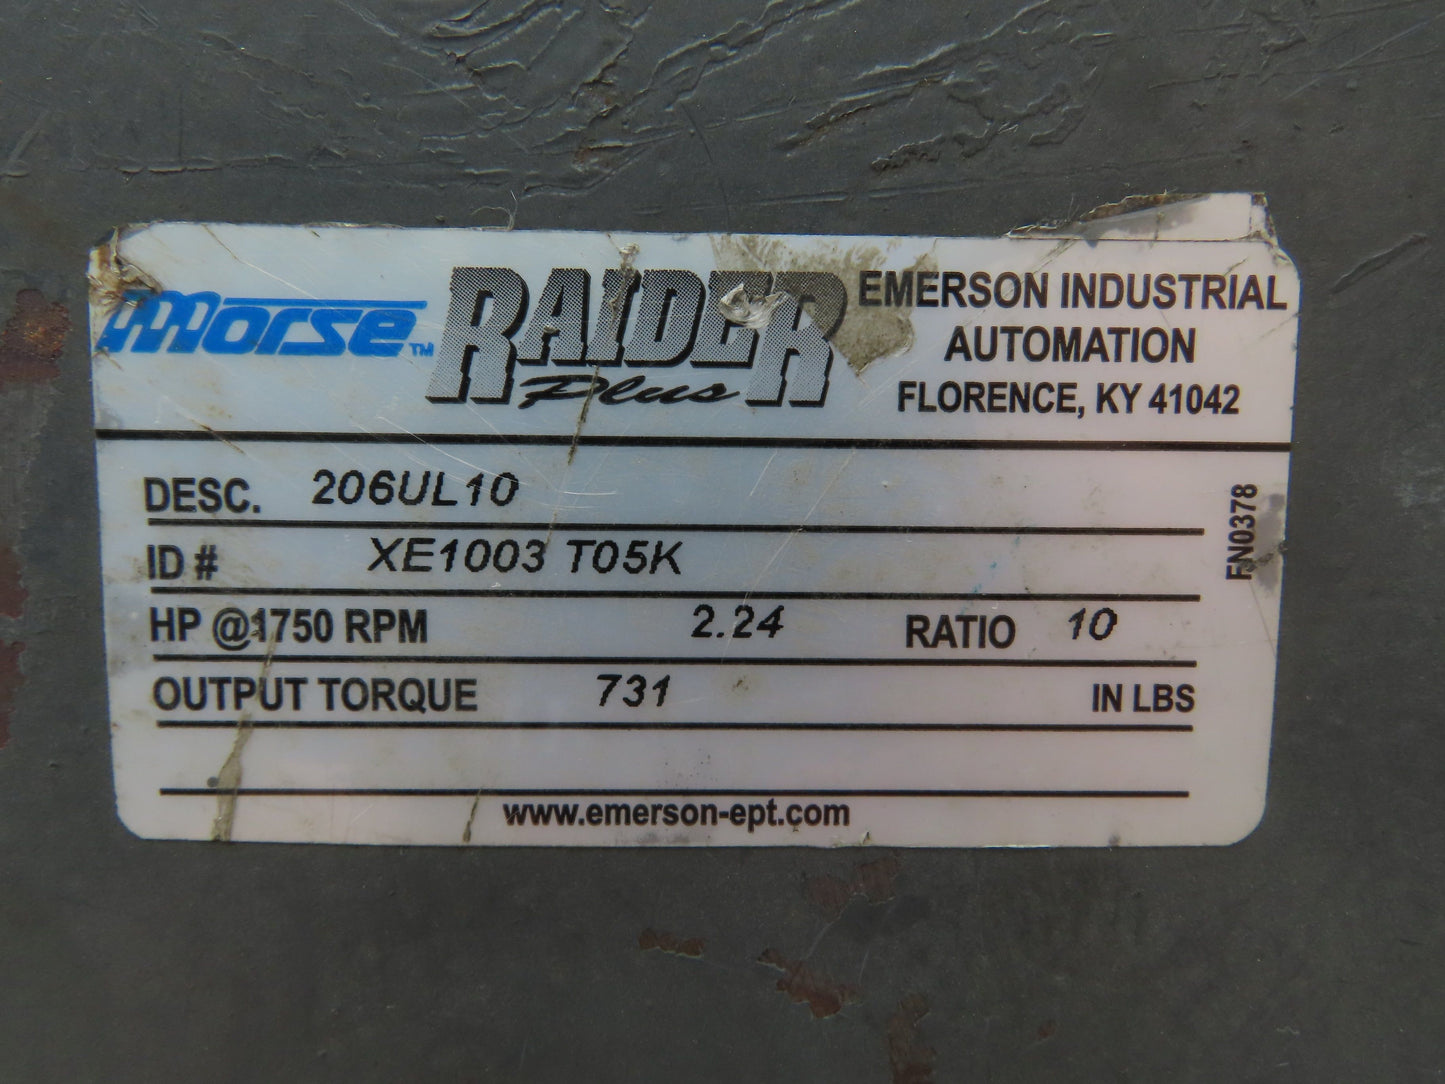 morse™ RAIDER Plus
EMERSON INDUSTRIAL
AUTOMATION
FLORENCE, KY 41042
DESC. 206UL10
ID # XE1003 T05K
HP @1750 RPM 2.24 RATIO 10
OUTPUT TORQUE 731 IN LBS
www.emerson-ept.com
FN0378